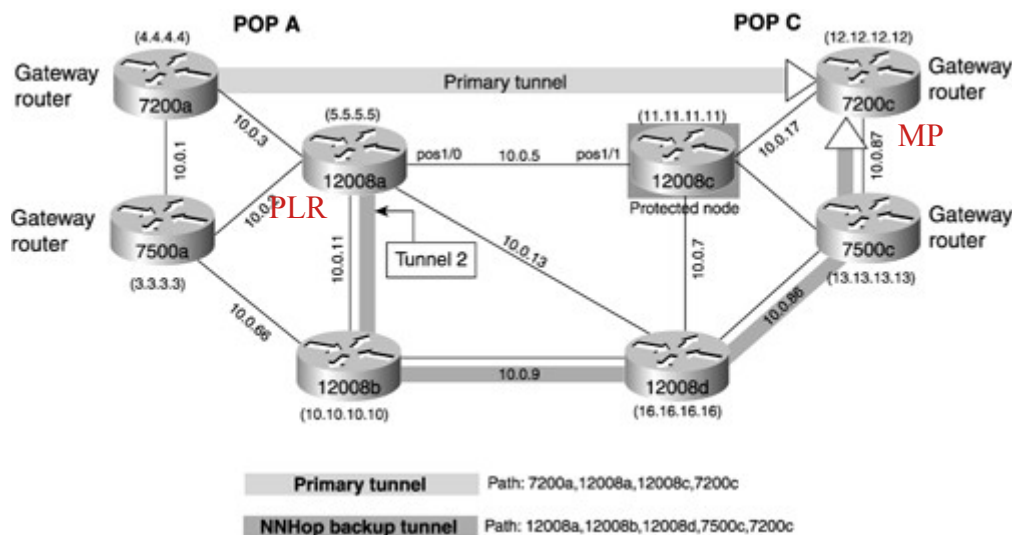 POP A
POP C
(4.4.4.4)
(12.12.12.12)
Gateway
router
7200a
Primary tunnel
7200c
Gateway
router
MP
10.0.3
(5.5.5.5)
(11.11.11.11)
10.0.17
10.0.87
10.0.1
pos1/0
10.0.5
pos1/1
12008a
12008c
Protected node
PLR
Gateway
router
7500a
(3.3.3.3)
7500c
Gateway
router
(13.13.13.13)
10.0.11
Tunnel 2
10.0.13
10.0.7
10.0.66
10.0.86
12008b
10.0.9
12008d
(10.10.10.10)
(16.16.16.16)
Primary tunnel Path: 7200a,12008a,12008c,7200c
NNHop backup tunnel Path: 12008a,12008b,12008d,7500c,7200c